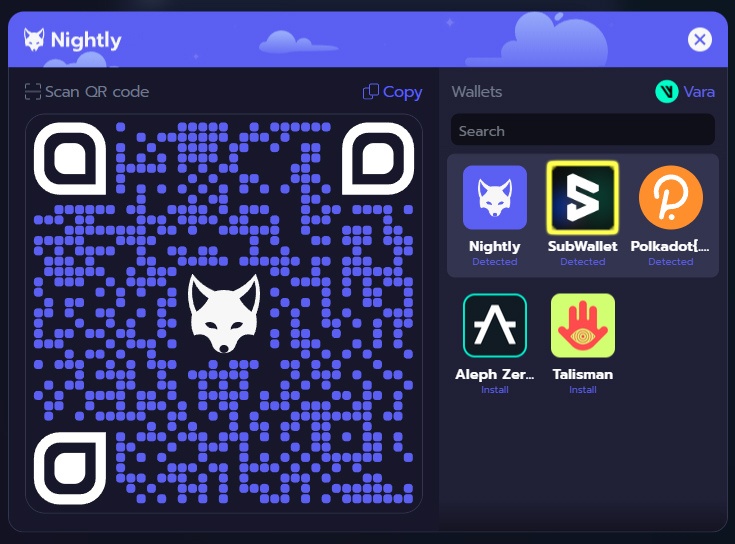 Nightly
Scan QR code
Copy
Wallets
Vara
Search
Nightly
Detected
SubWallet
Detected
Polkadot{....
Detected
Aleph Zer...
Install
Talisman
Install